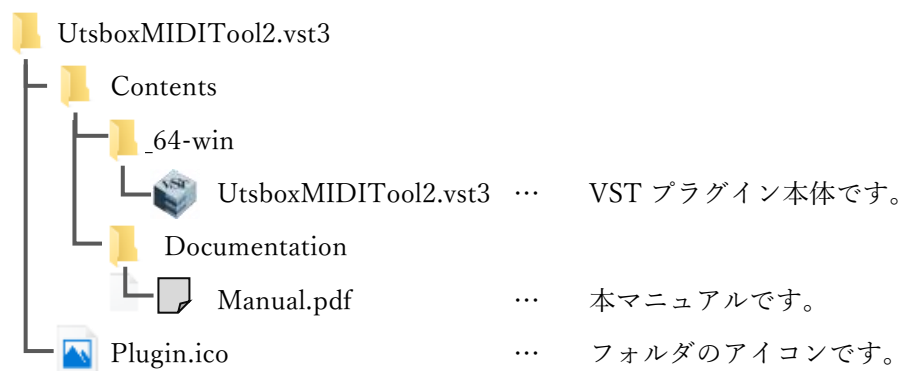 UtsboxMIDITool2.vst3
Contents
_64-win
UtsboxMIDITool2.vst3 … VST プラグイン本体です。
Documentation
Manual.pdf … 本マニュアルです。
Plugin.ico … フォルダのアイコンです。